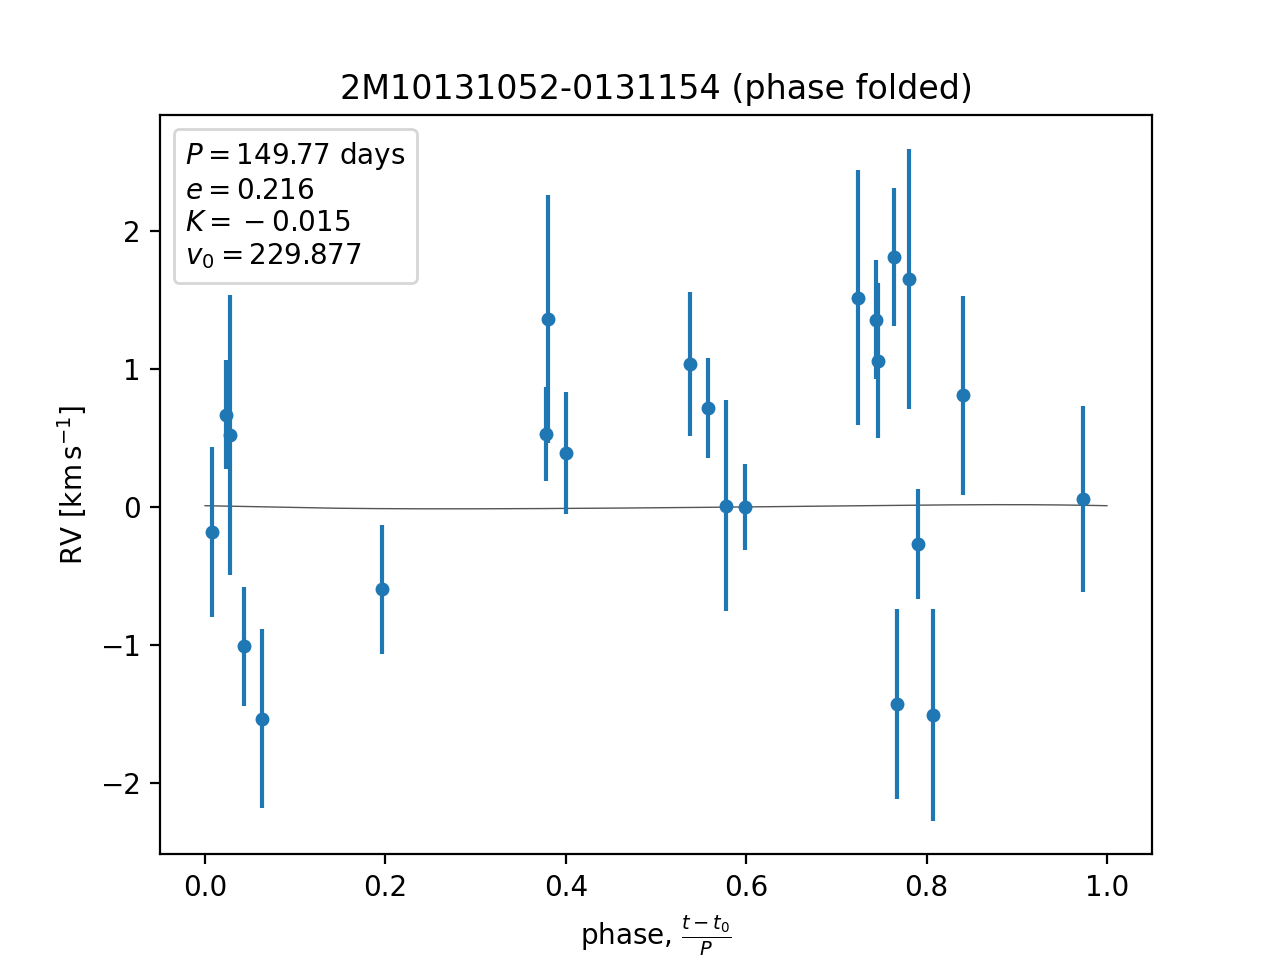 2M10131052-0131154 (phase folded)
P = 149.77 days
e = 0.216
K = −0.015
v₀ = 229.877
RV [km s⁻¹]
2
1
0
−1
−2
0.0 0.2 0.4 0.6 0.8 1.0
phase, (t − t₀)/P